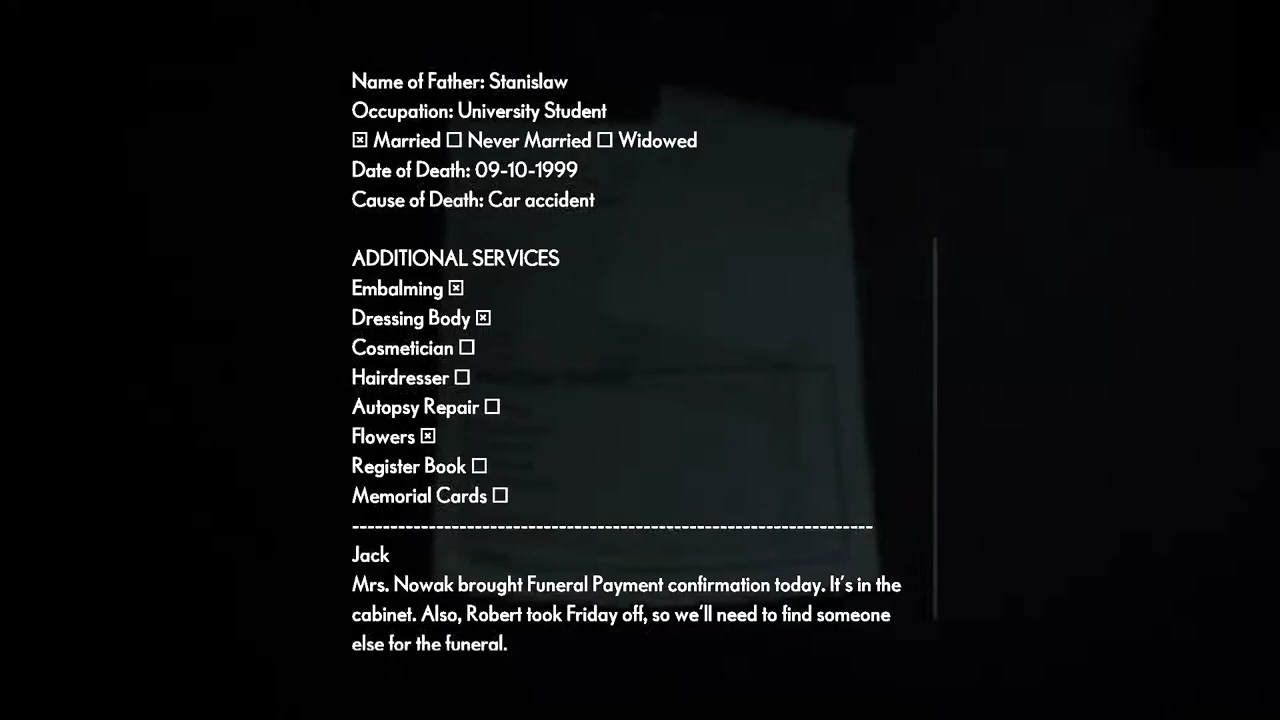 Name of Father: Stanislaw
Occupation: University Student
☒ Married ☐ Never Married ☐ Widowed
Date of Death: 09-10-1999
Cause of Death: Car accident
ADDITIONAL SERVICES
Embalming ☒
Dressing Body ☒
Cosmetician ☐
Hairdresser ☐
Autopsy Repair ☐
Flowers ☒
Register Book ☐
Memorial Cards ☐
--------------------------------------------------------------------
Jack
Mrs. Nowak brought Funeral Payment confirmation today. It's in the
cabinet. Also, Robert took Friday off, so we'll need to find someone
else for the funeral.